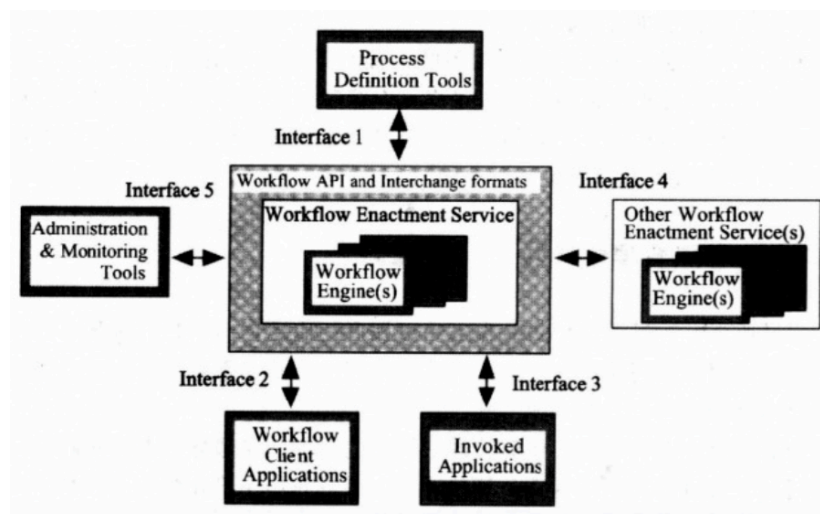 Process
Definition Tools
Interface 1
Workflow API and Interchange formats
Interface 5
Interface 4
Workflow Enactment Service
Administration
& Monitoring
Tools
Workflow
Engine(s)
Other Workflow
Enactment Service(s)
Workflow
Engine(s)
Interface 2
Interface 3
Workflow
Client
Applications
Invoked
Applications